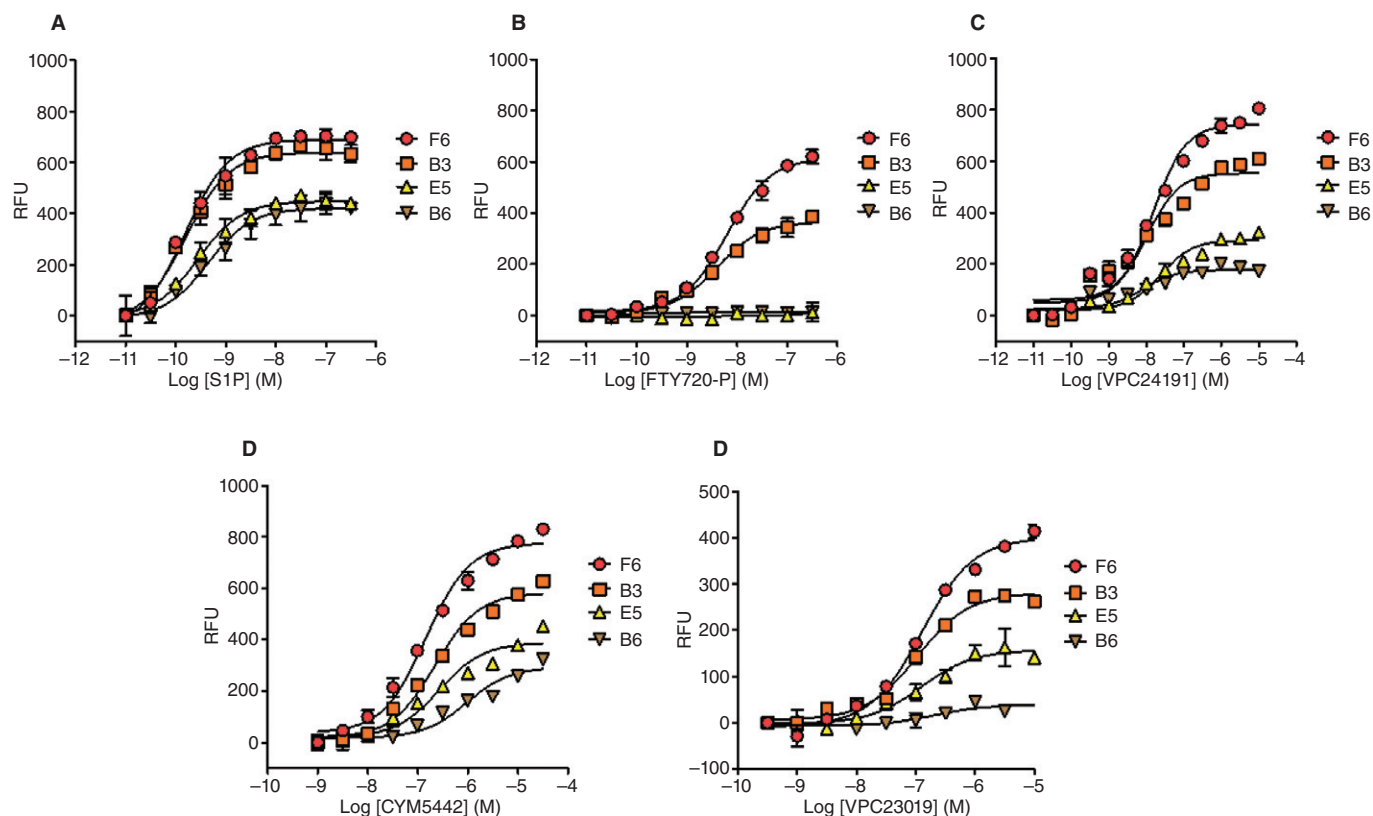 A
1000
800
600
400
200
0
RFU
−12 −11 −10 −9 −8 −7 −6
Log [S1P] (M)
F6
B3
E5
B6
B
1000
800
600
400
200
0
RFU
−12 −11 −10 −9 −8 −7 −6
Log [FTY720-P] (M)
F6
B3
E5
B6
C
1000
800
600
400
200
0
RFU
−12 −11 −10 −9 −8 −7 −6 −5 −4
Log [VPC24191] (M)
F6
B3
E5
B6
D
1000
800
600
400
200
0
RFU
−10 −9 −8 −7 −6 −5 −4
Log [CYM5442] (M)
F6
B3
E5
B6
D
500
400
300
200
100
0
−100
RFU
−10 −9 −8 −7 −6 −5
Log [VPC23019] (M)
F6
B3
E5
B6